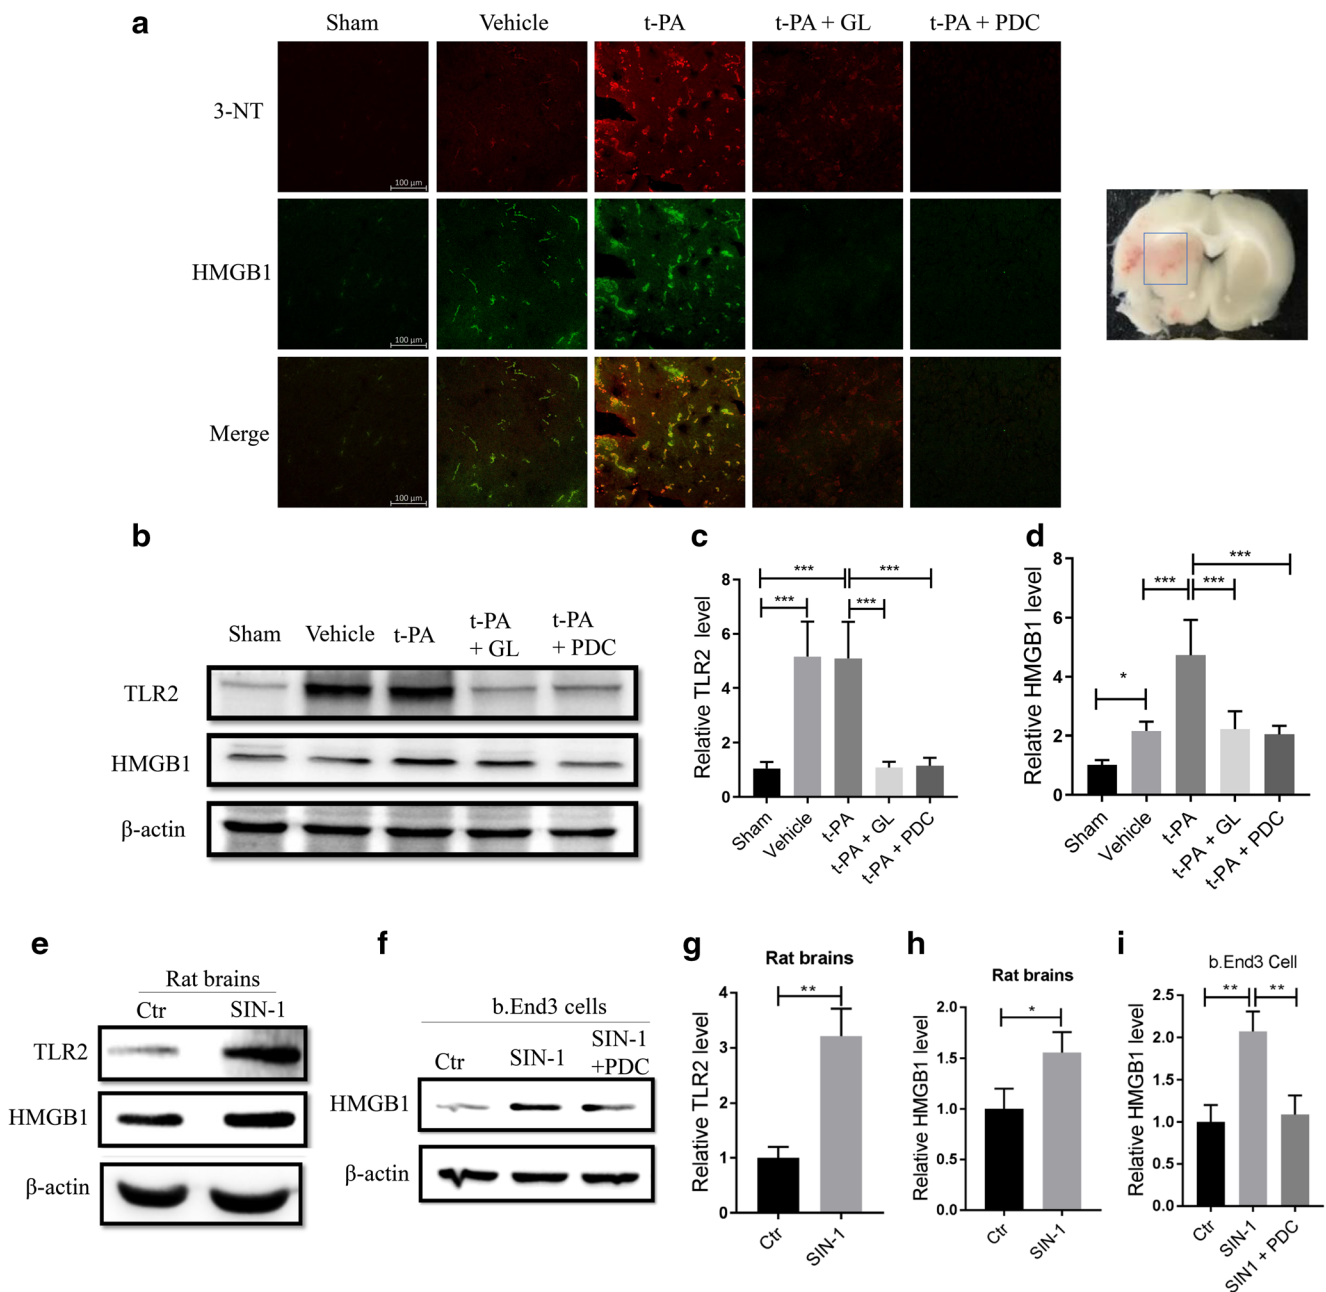 a
Sham Vehicle t-PA t-PA + GL t-PA + PDC
3-NT
100 µm
HMGB1
100 µm
Merge
100 µm
b
Sham Vehicle t-PA t-PA + GL t-PA + PDC
TLR2
HMGB1
β-actin
c
Relative TLR2 level
8
6
4
2
0
***
***
***
***
Sham
Vehicle
t-PA
t-PA + GL
t-PA + PDC
d
Relative HMGB1 level
8
6
4
2
0
***
***
***
*
Sham
Vehicle
t-PA
t-PA + GL
t-PA + PDC
e
Rat brains
Ctr SIN-1
TLR2
HMGB1
β-actin
f
b.End3 cells
Ctr SIN-1 SIN-1 +PDC
HMGB1
β-actin
g
Rat brains
Relative TLR2 level
4
3
2
1
0
**
Ctr
SIN-1
h
Rat brains
Relative HMGB1 level
2.0
1.5
1.0
0.5
0.0
*
Ctr
SIN-1
i
b.End3 Cell
Relative HMGB1 level
2.5
2.0
1.5
1.0
0.5
0.0
**
**
Ctr
SIN-1
SIN1 + PDC